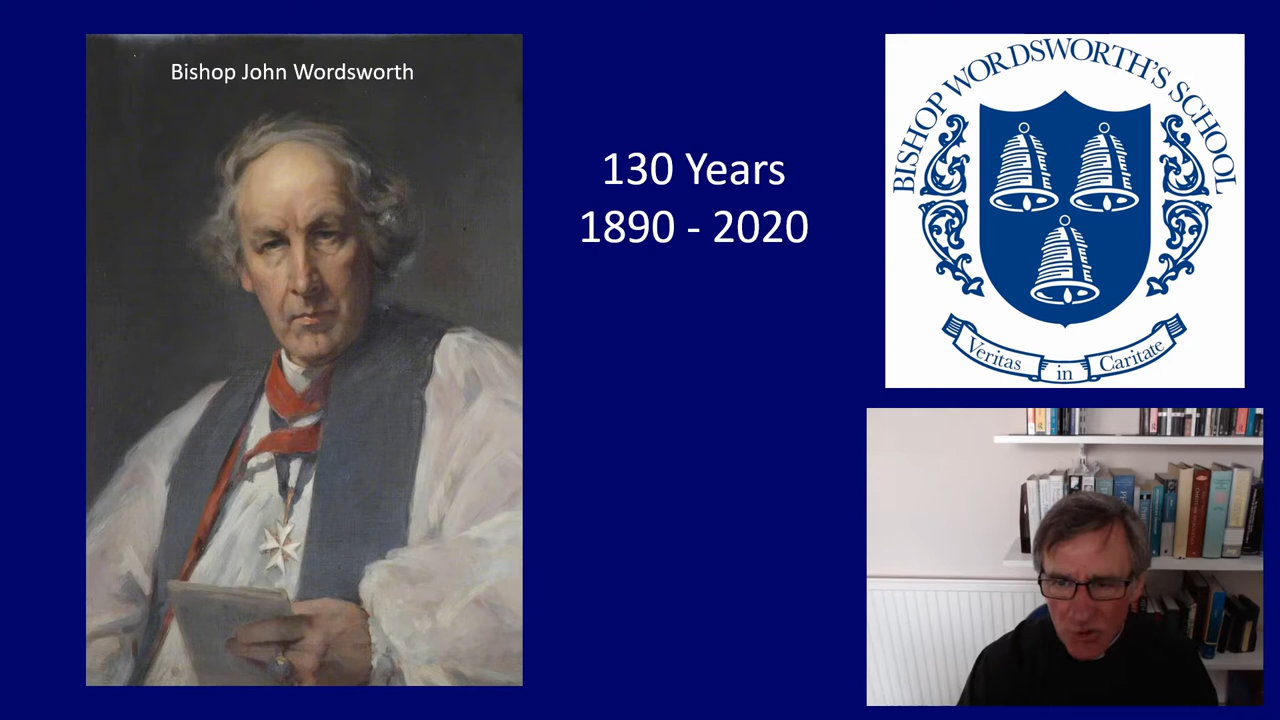 Bishop John Wordsworth
130 Years
1890 - 2020
BISHOP WORDSWORTH'S SCHOOL
Veritas in Caritate